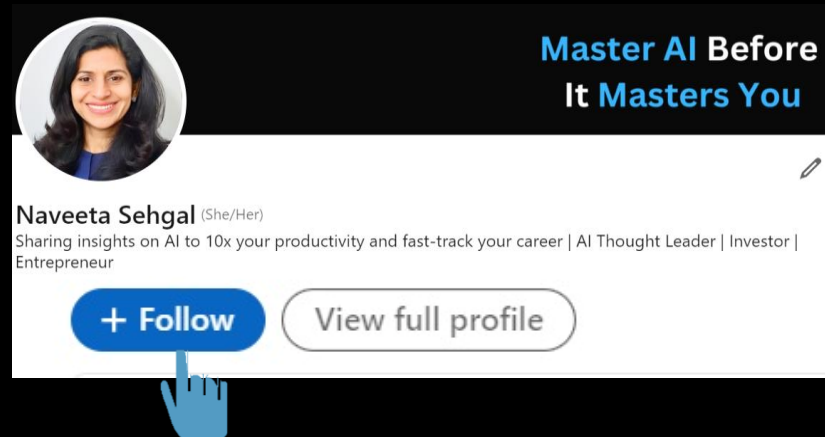 Master AI Before
It Masters You
Naveeta Sehgal (She/Her)
Sharing insights on AI to 10x your productivity and fast-track your career | AI Thought Leader | Investor |
Entrepreneur
+ Follow
View full profile